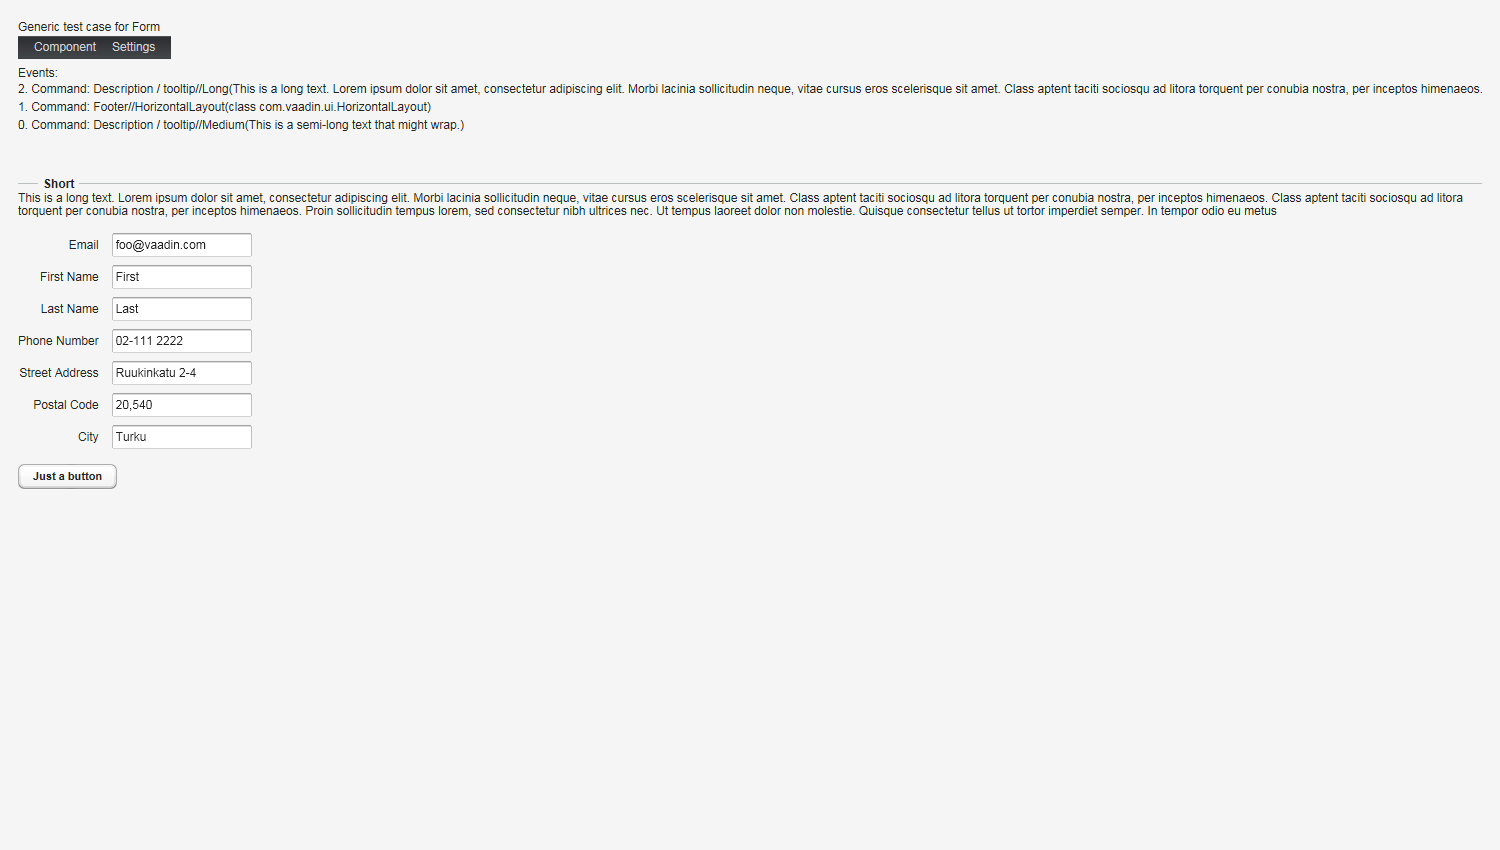 Generic test case for Form
Component Settings
Events:
2. Command: Description / tooltip//Long(This is a long text. Lorem ipsum dolor sit amet, consectetur adipiscing elit. Morbi lacinia sollicitudin neque, vitae cursus eros scelerisque sit amet. Class aptent taciti sociosqu ad litora torquent per conubia nostra, per inceptos himenaeos.
1. Command: Footer//HorizontalLayout(class com.vaadin.ui.HorizontalLayout)
0. Command: Description / tooltip//Medium(This is a semi-long text that might wrap.)
Short
This is a long text. Lorem ipsum dolor sit amet, consectetur adipiscing elit. Morbi lacinia sollicitudin neque, vitae cursus eros scelerisque sit amet. Class aptent taciti sociosqu ad litora torquent per conubia nostra, per inceptos himenaeos. Class aptent taciti sociosqu ad litora
torquent per conubia nostra, per inceptos himenaeos. Proin sollicitudin tempus lorem, sed consectetur nibh ultrices nec. Ut tempus laoreet dolor non molestie. Quisque consectetur tellus ut tortor imperdiet semper. In tempor odio eu metus
Email foo@vaadin.com
First Name First
Last Name Last
Phone Number 02-111 2222
Street Address Ruukinkatu 2-4
Postal Code 20,540
City Turku
Just a button